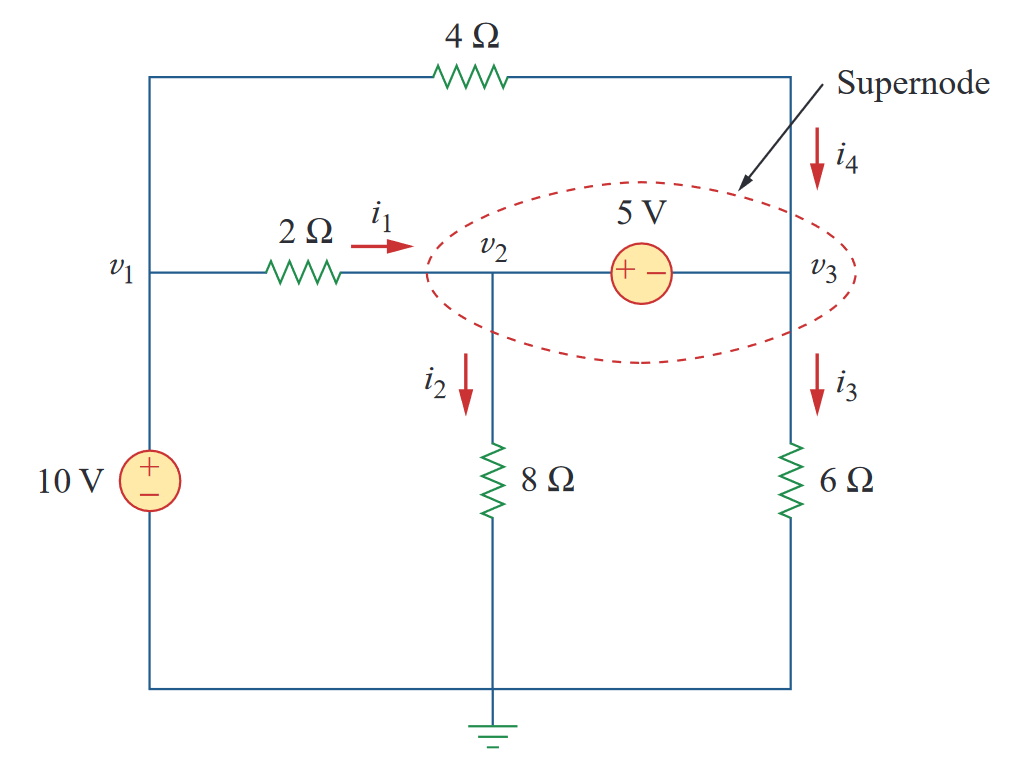 4 Ω
Supernode
i4
5 V
2 Ω
i1
v2
v1
+ −
v3
i2
i3
+
10 V
−
8 Ω
6 Ω